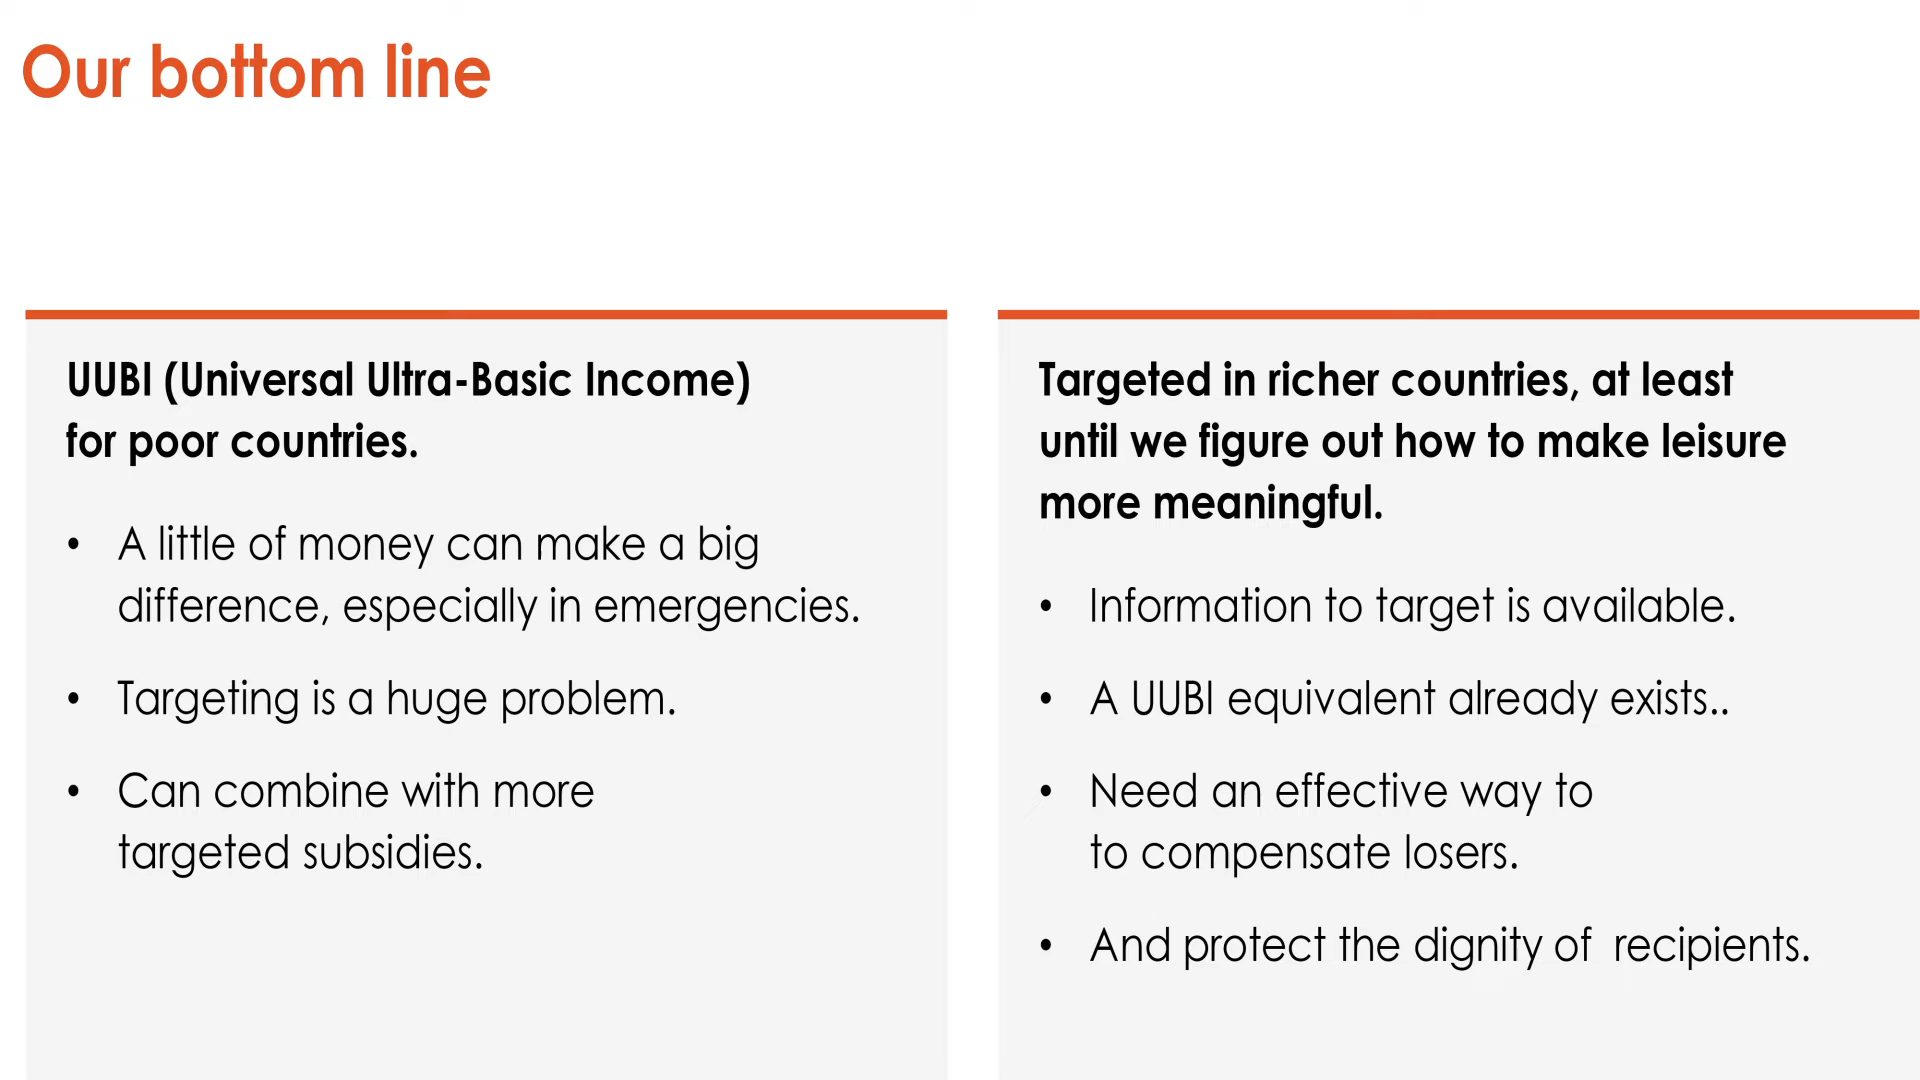 Our bottom line
UUBI (Universal Ultra-Basic Income)
for poor countries.
• A little of money can make a big
difference, especially in emergencies.
• Targeting is a huge problem.
• Can combine with more
targeted subsidies.
Targeted in richer countries, at least
until we figure out how to make leisure
more meaningful.
• Information to target is available.
• A UUBI equivalent already exists..
• Need an effective way to
to compensate losers.
• And protect the dignity of  recipients.